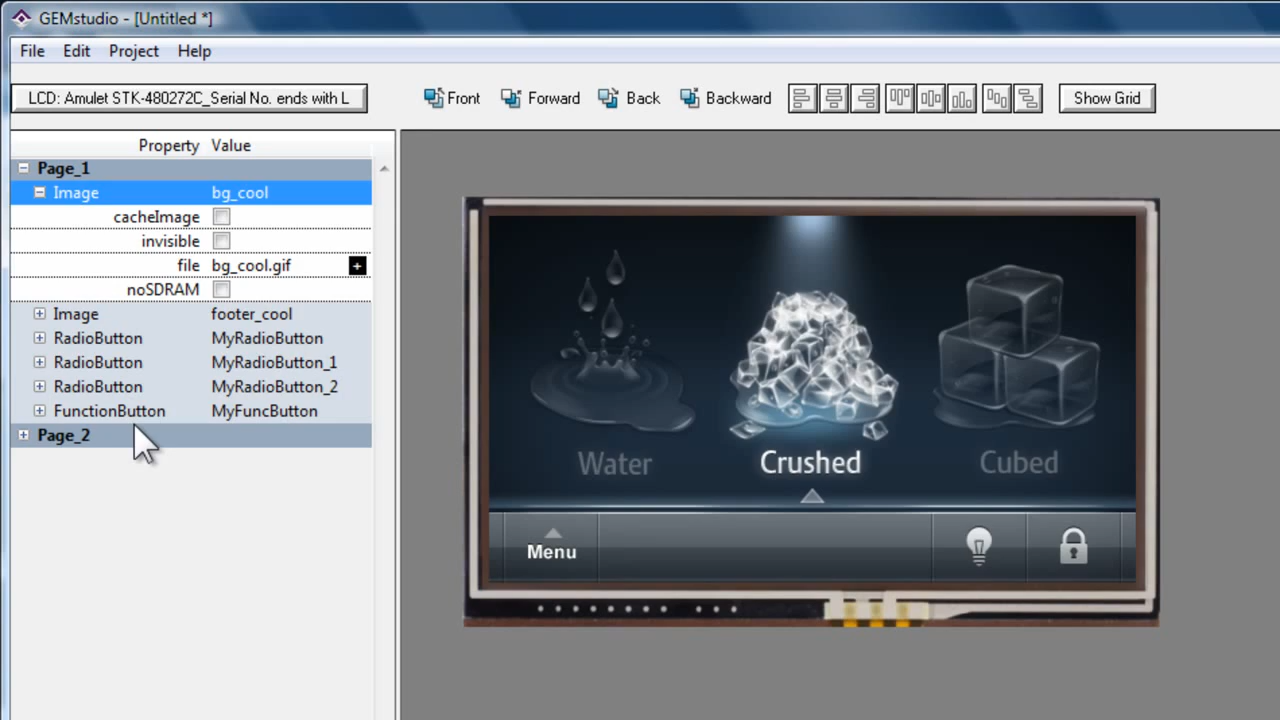 GEMstudio - [Untitled *]
File Edit Project Help
LCD: Amulet STK-480272C_Serial No. ends with L
Front Forward Back Backward Show Grid
Property Value
Page_1
Image bg_cool
cacheImage
invisible
file bg_cool.gif
noSDRAM
Image footer_cool
RadioButton MyRadioButton
RadioButton MyRadioButton_1
RadioButton MyRadioButton_2
FunctionButton MyFuncButton
Page_2
Water Crushed Cubed
Menu